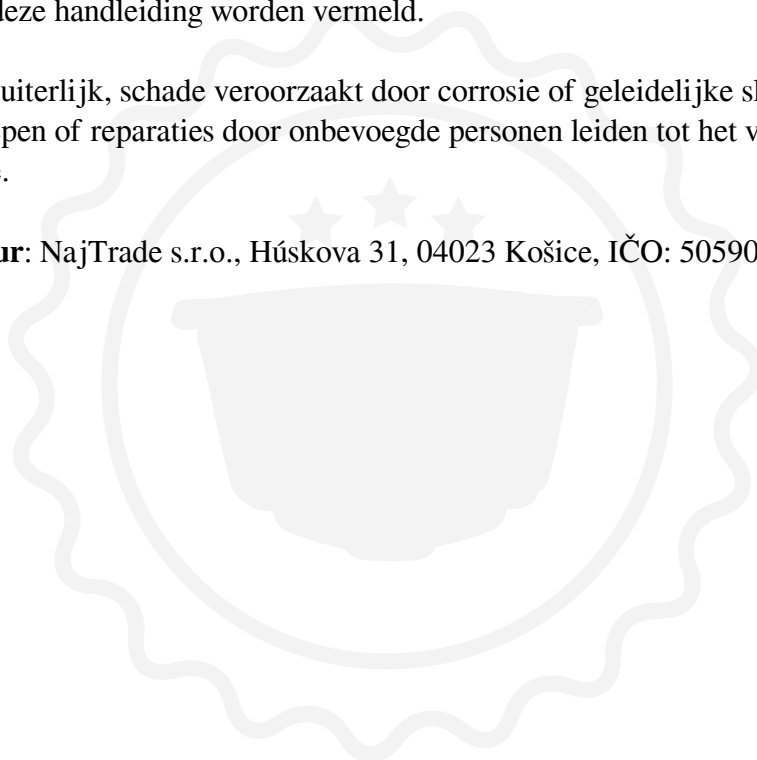 deze handleiding worden vermeld.
uiterlijk, schade veroorzaakt door corrosie of geleidelijke
pen of reparaties door onbevoegde personen leiden tot het
ur: NajTrade s.r.o., Húskova 31, 04023 Košice, IČO: 50590